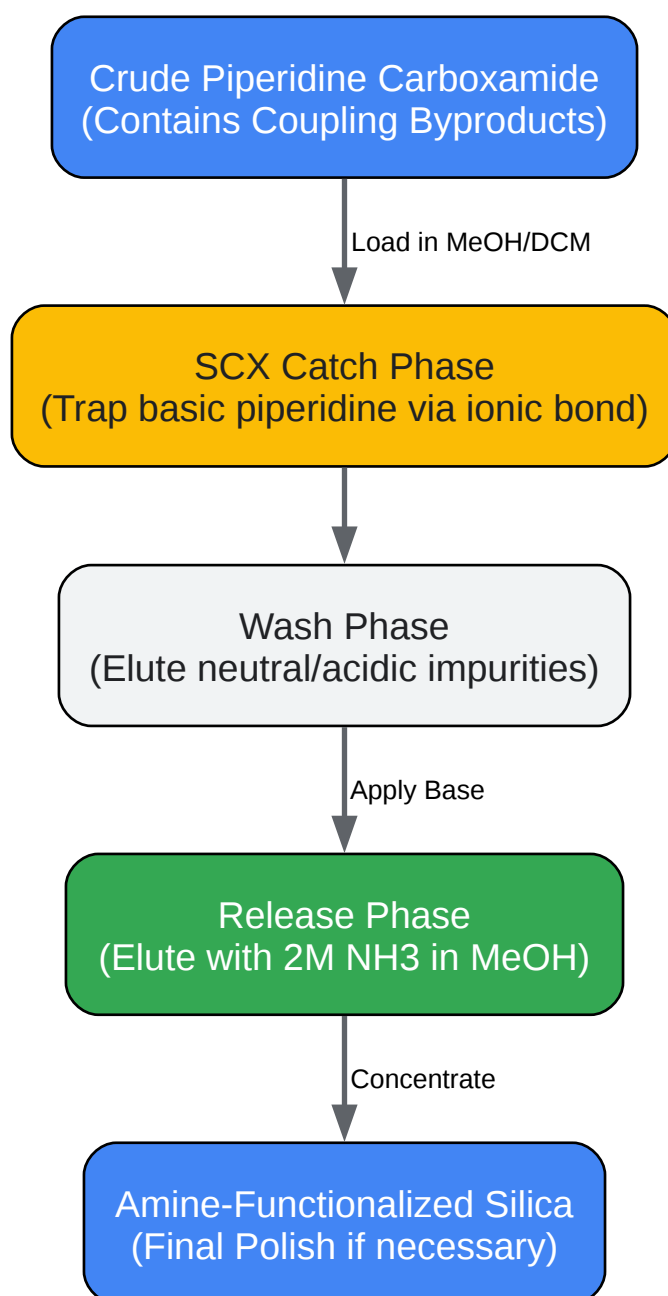 Crude Piperidine Carboxamide
(Contains Coupling Byproducts)
Load in MeOH/DCM
SCX Catch Phase
(Trap basic piperidine via ionic bond)
Wash Phase
(Elute neutral/acidic impurities)
Apply Base
Release Phase
(Elute with 2M NH3 in MeOH)
Concentrate
Amine-Functionalized Silica
(Final Polish if necessary)